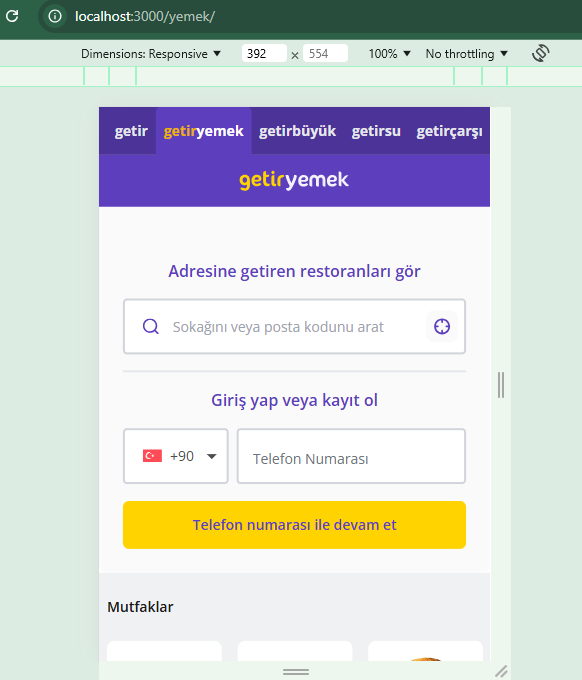 localhost:3000/yemek/
Dimensions: Responsive 392 × 554 100% No throttling
getir getiryemek getirbüyük getirsu getirçarşı
getiryemek
Adresine getiren restoranları gör
Sokağını veya posta kodunu arat
Giriş yap veya kayıt ol
+90 Telefon Numarası
Telefon numarası ile devam et
Mutfaklar